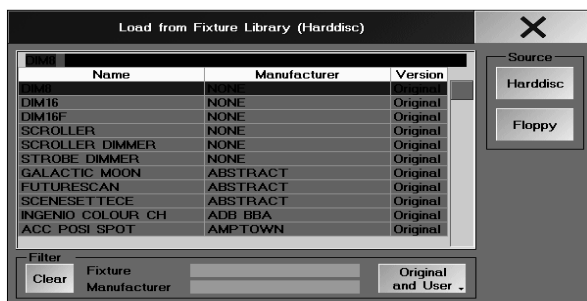 Load from Fixture Library (Harddisc)
DIM8
Name Manufacturer Version
DIM8 NONE Original
DIM16 NONE Original
DIM16F NONE Original
SCROLLER NONE Original
SCROLLER DIMMER NONE Original
STROBE DIMMER NONE Original
GALACTIC MOON ABSTRACT Original
FUTURESCAN ABSTRACT Original
SCENESETTECE ABSTRACT Original
INGENIO COLOUR CH ADB BBA Original
ACC POSI SPOT AMPTOWN Original
Source
Harddisc
Floppy
Filter
Clear
Fixture
Manufacturer
Original
and User